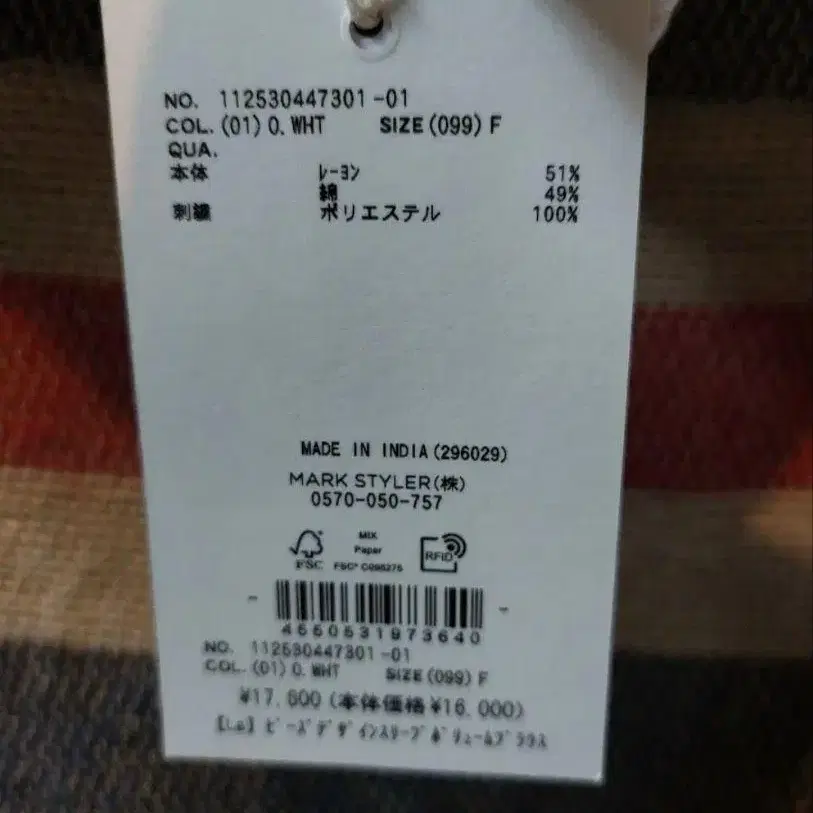 NO. 112530447301-01
COL. (01) O. WHT SIZE (099) F
QUA.
本体 レーヨン 51%
綿 49%
刺繍 ポリエステル 100%
MADE IN INDIA (296029)
MARK STYLER(株)
0570-050-757
MIX
Paper
FSC RFID
FSC® C095275
4550531973640
NO. 112530447301-01
COL. (01) O. WHT SIZE (099) F
¥17,600 (本体価格¥16,000)
ビーズデザインスリーブボリュームブラウス